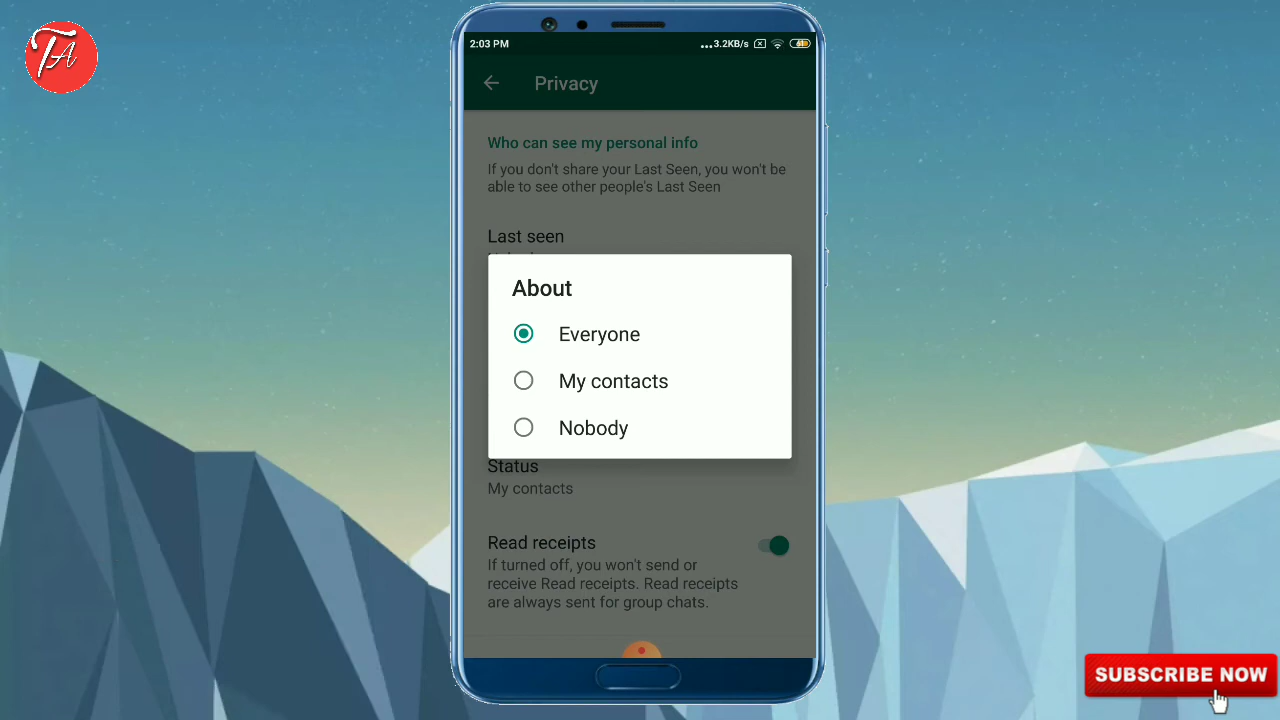 TA
2:03 PM
...3.2KB/s
61
Privacy
Who can see my personal info
If you don't share your Last Seen, you won't be
able to see other people's Last Seen
Last seen
About
Everyone
My contacts
Nobody
Status
My contacts
Read receipts
If turned off, you won't send or
receive Read receipts. Read receipts
are always sent for group chats.
SUBSCRIBE NOW